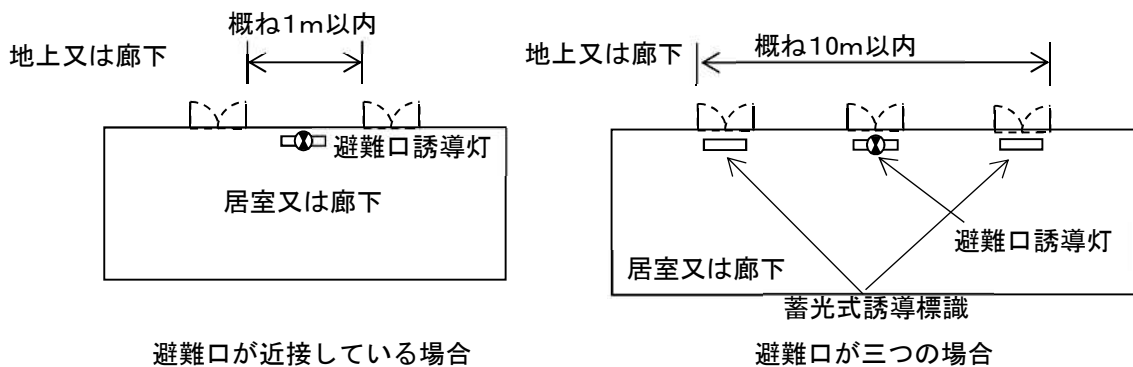 概ね1m以内
地上又は廊下
避難口誘導灯
居室又は廊下
避難口が近接している場合
概ね10m以内
地上又は廊下
避難口誘導灯
居室又は廊下
蓄光式誘導標識
避難口が三つの場合